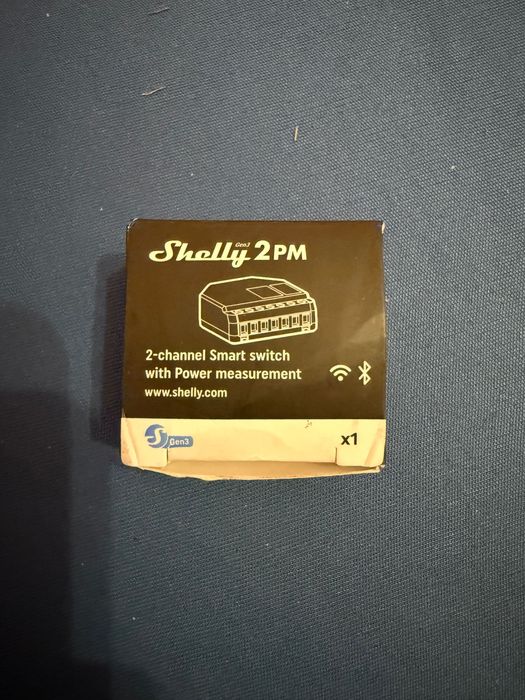 Shelly Gen3 2PM
2-channel Smart switch
with Power measurement
www.shelly.com
Gen3
x1